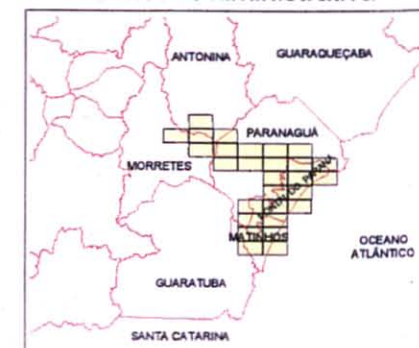 ANTONINA
GUARAQUEÇABA
PARANAGUÁ
MORRETES
PONTAL DO PARANÁ
MATINHOS
OCEANO
ATLÂNTICO
GUARATUBA
SANTA CATARINA